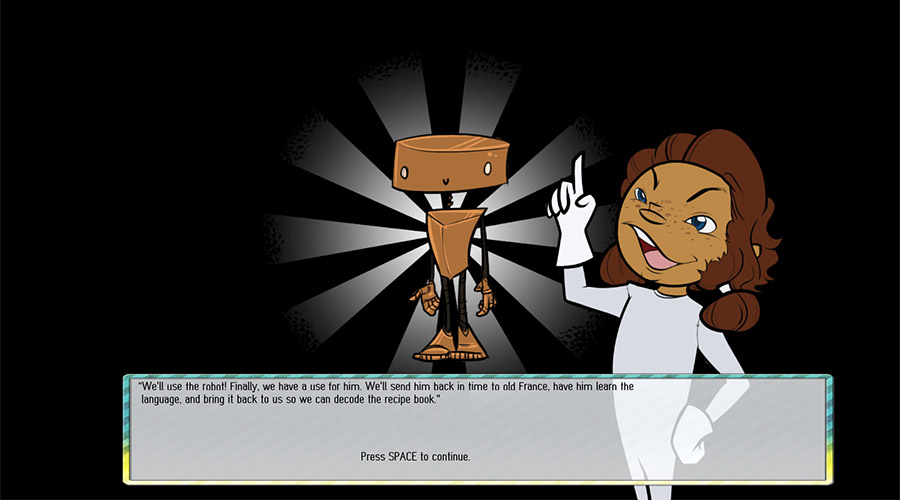 "We'll use the robot! Finally, we have a use for him. We'll send him back in time to old France, have him learn the
language, and bring it back to us so we can decode the recipe book."
Press SPACE to continue.